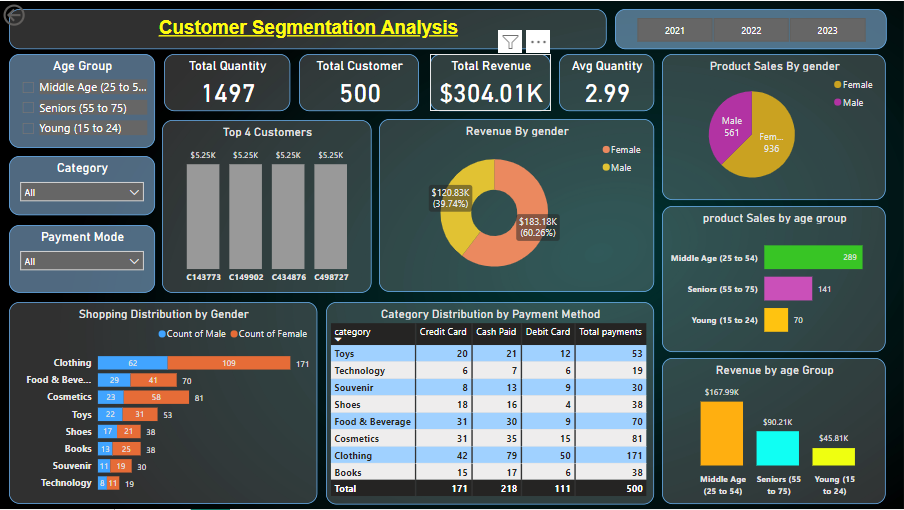 Customer Segmentation Analysis
2021 2022 2023
Age Group
Middle Age (25 to 5...
Seniors (55 to 75)
Young (15 to 24)
Category
All
Payment Mode
All
Total Quantity
1497
Total Customer
500
Total Revenue
$304.01K
Avg Quantity
2.99
Top 4 Customers
$5.25K $5.25K $5.25K $5.25K
C143773 C149902 C434876 C498727
Revenue By gender
Female
Male
$120.83K
(39.74%)
$183.18K
(60.26%)
Product Sales By gender
Female
Male
Male
561
Fem...
936
product Sales by age group
Middle Age (25 to 54) 289
Seniors (55 to 75) 141
Young (15 to 24) 70
Shopping Distribution by Gender
Count of Male Count of Female
Clothing 62 109 171
Food & Beve... 29 41 70
Cosmetics 23 58 81
Toys 22 31 53
Shoes 17 21 38
Books 13 25 38
Souvenir 11 19 30
Technology 8 11 19
Category Distribution by Payment Method
category Credit Card Cash Paid Debit Card Total payments
Toys 20 21 12 53
Technology 6 7 6 19
Souvenir 8 13 9 30
Shoes 18 16 4 38
Food & Beverage 31 30 9 70
Cosmetics 31 35 15 81
Clothing 42 79 50 171
Books 15 17 6 38
Total 171 218 111 500
Revenue by age Group
$167.99K
$90.21K
$45.81K
Middle Age Seniors (55 Young (15
(25 to 54) to 75) to 24)